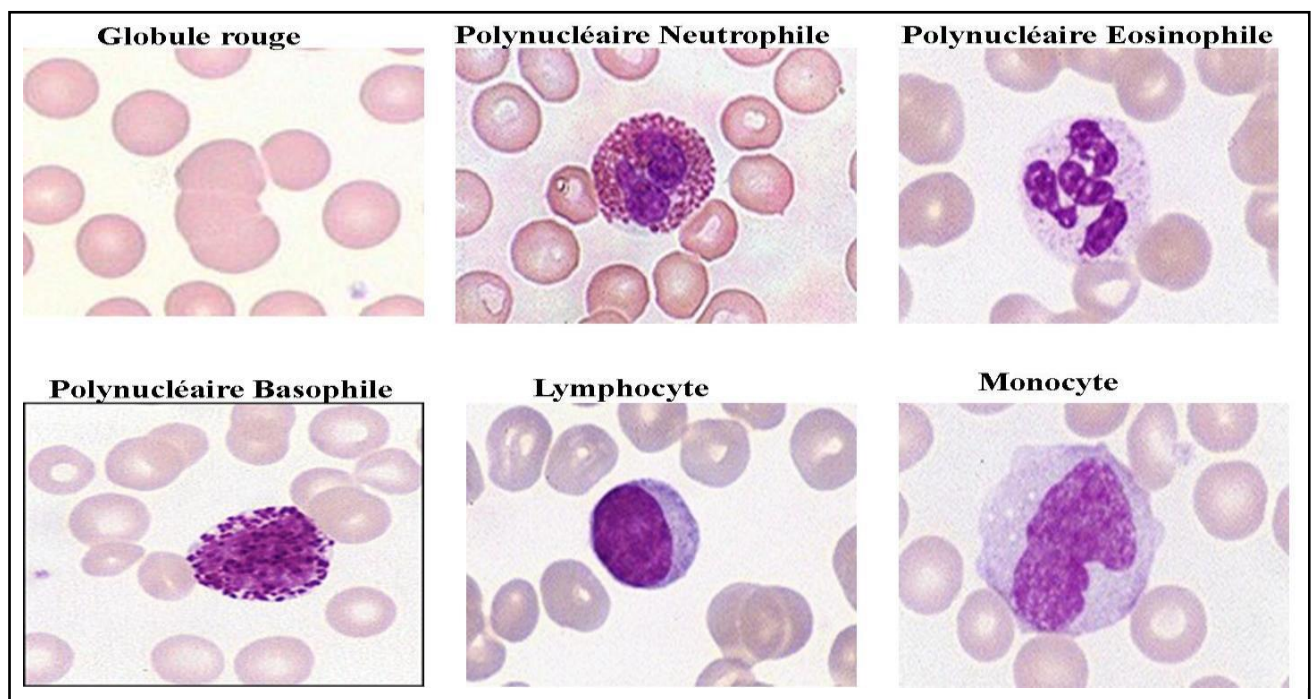 Globule rouge
Polynucléaire Neutrophile
Polynucléaire Eosinophile
Polynucléaire Basophile
Lymphocyte
Monocyte